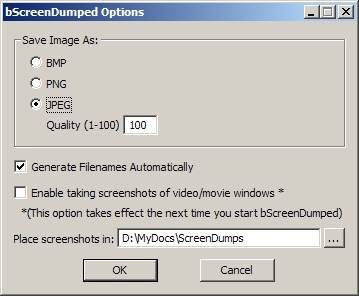 bScreenDumped Options
Save Image As:
BMP
PNG
JPEG
Quality (1-100) 100
Generate Filenames Automatically
Enable taking screenshots of video/movie windows *
*(This option takes effect the next time you start bScreenDumped)
Place screenshots in: D:\MyDocs\ScreenDumps ...
OK Cancel